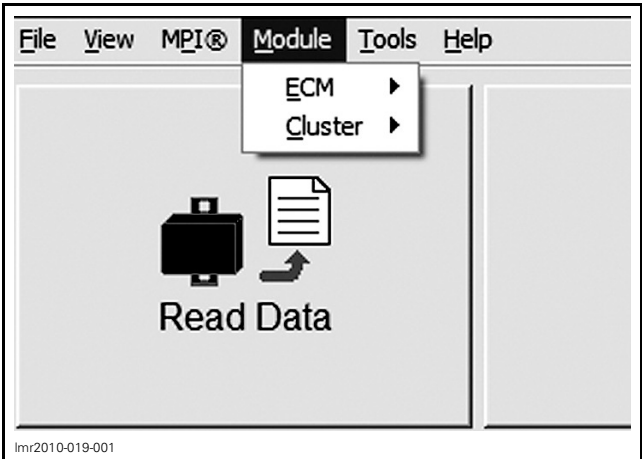 File View MPI® Module Tools Help
ECM
Cluster
Read Data
lmr2010-019-001